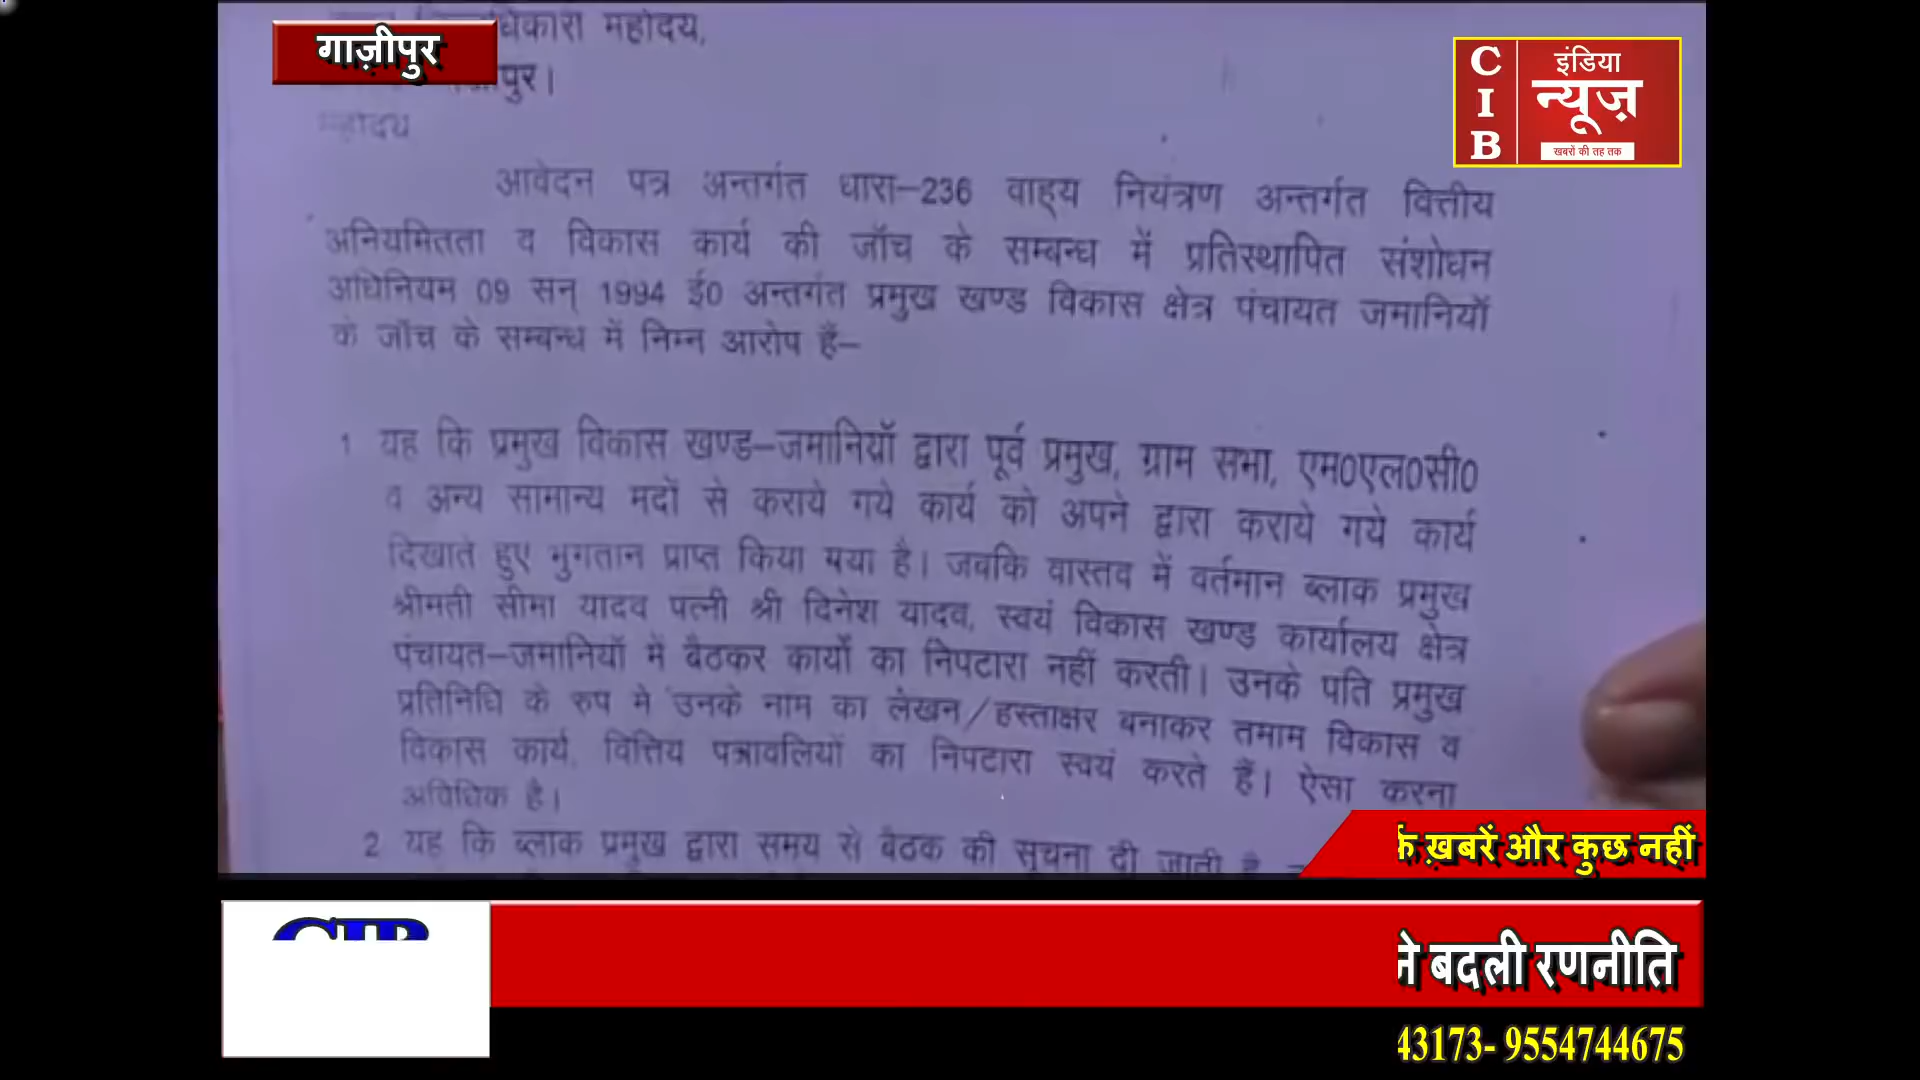 गाज़ीपुर
महोदय,
पुर।
महोदय
C I B
इंडिया
न्यूज़
खबरों की तह तक
आवेदन पत्र अन्तर्गत धारा–236 वाह्य नियंत्रण अन्तर्गत वित्तीय
अनियमितता व विकास कार्य की जॉच के सम्बन्ध में प्रतिस्थापित संशोधन
अधिनियम 09 सन् 1994 ई0 अन्तर्गत प्रमुख खण्ड विकास क्षेत्र पंचायत जमानियॉ
के जॉच के सम्बन्ध में निम्न आरोप हैं–
1 यह कि प्रमुख विकास खण्ड–जमानियॉ द्वारा पूर्व प्रमुख, ग्राम सभा, एम0एल0सी0
व अन्य सामान्य मदों से कराये गये कार्य को अपने द्वारा कराये गये कार्य
दिखाते हुए भुगतान प्राप्त किया गया है। जबकि वास्तव में वर्तमान ब्लाक प्रमुख
श्रीमती सीमा यादव पत्नी श्री दिनेश यादव, स्वयं विकास खण्ड कार्यालय क्षेत्र
पंचायत–जमानियॉ में बैठकर कार्यो का निपटारा नहीं करती। उनके पति प्रमुख
प्रतिनिधि के रुप मे उनके नाम का लेखन/हस्ताक्षर बनाकर तमाम विकास व
विकास कार्य, वित्तिय पत्रावलियों का निपटारा स्वयं करते हैं। ऐसा करना
अविधिक है।
2 यह कि ब्लाक प्रमुख द्वारा समय से बैठक की सूचना दी जाती है
ख़बरें और कुछ नहीं
CIB
ने बदली रणनीति
43173- 9554744675